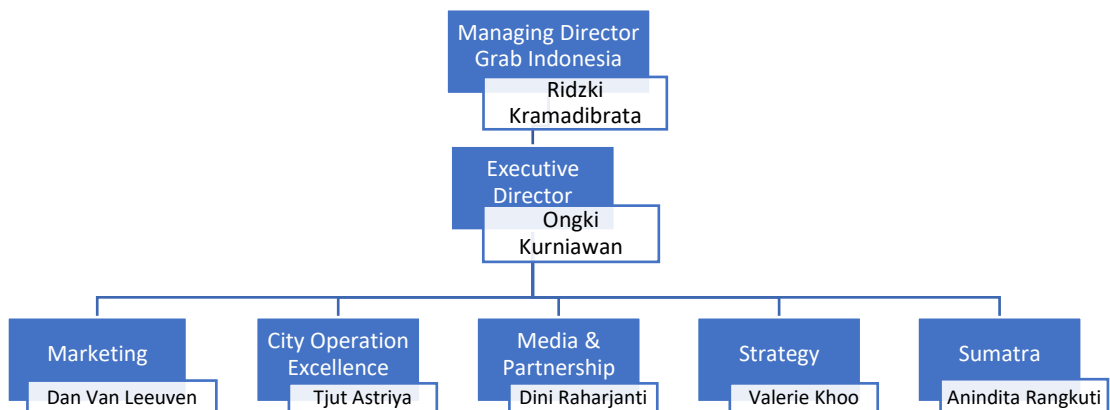 Managing Director
Grab Indonesia
Ridzki
Kramadibrata
Executive
Director
Ongki
Kurniawan
Marketing
Dan Van Leeuven
City Operation
Excellence
Tjut Astriya
Media &
Partnership
Dini Raharjanti
Strategy
Valerie Khoo
Sumatra
Anindita Rangkuti